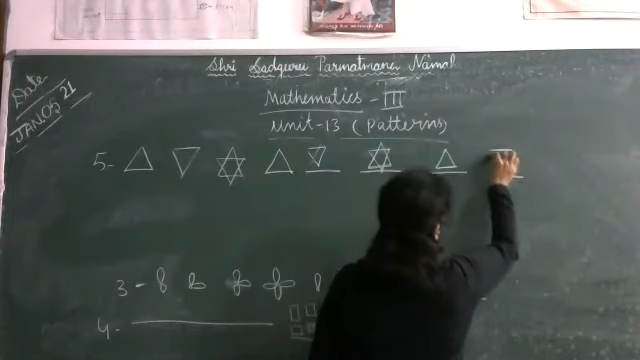 Shri Sadguru Parmatmane Namah
Date
JAN.05, 21
Mathematics - III
Unit-13 (Patterns)
5-
3-
4-